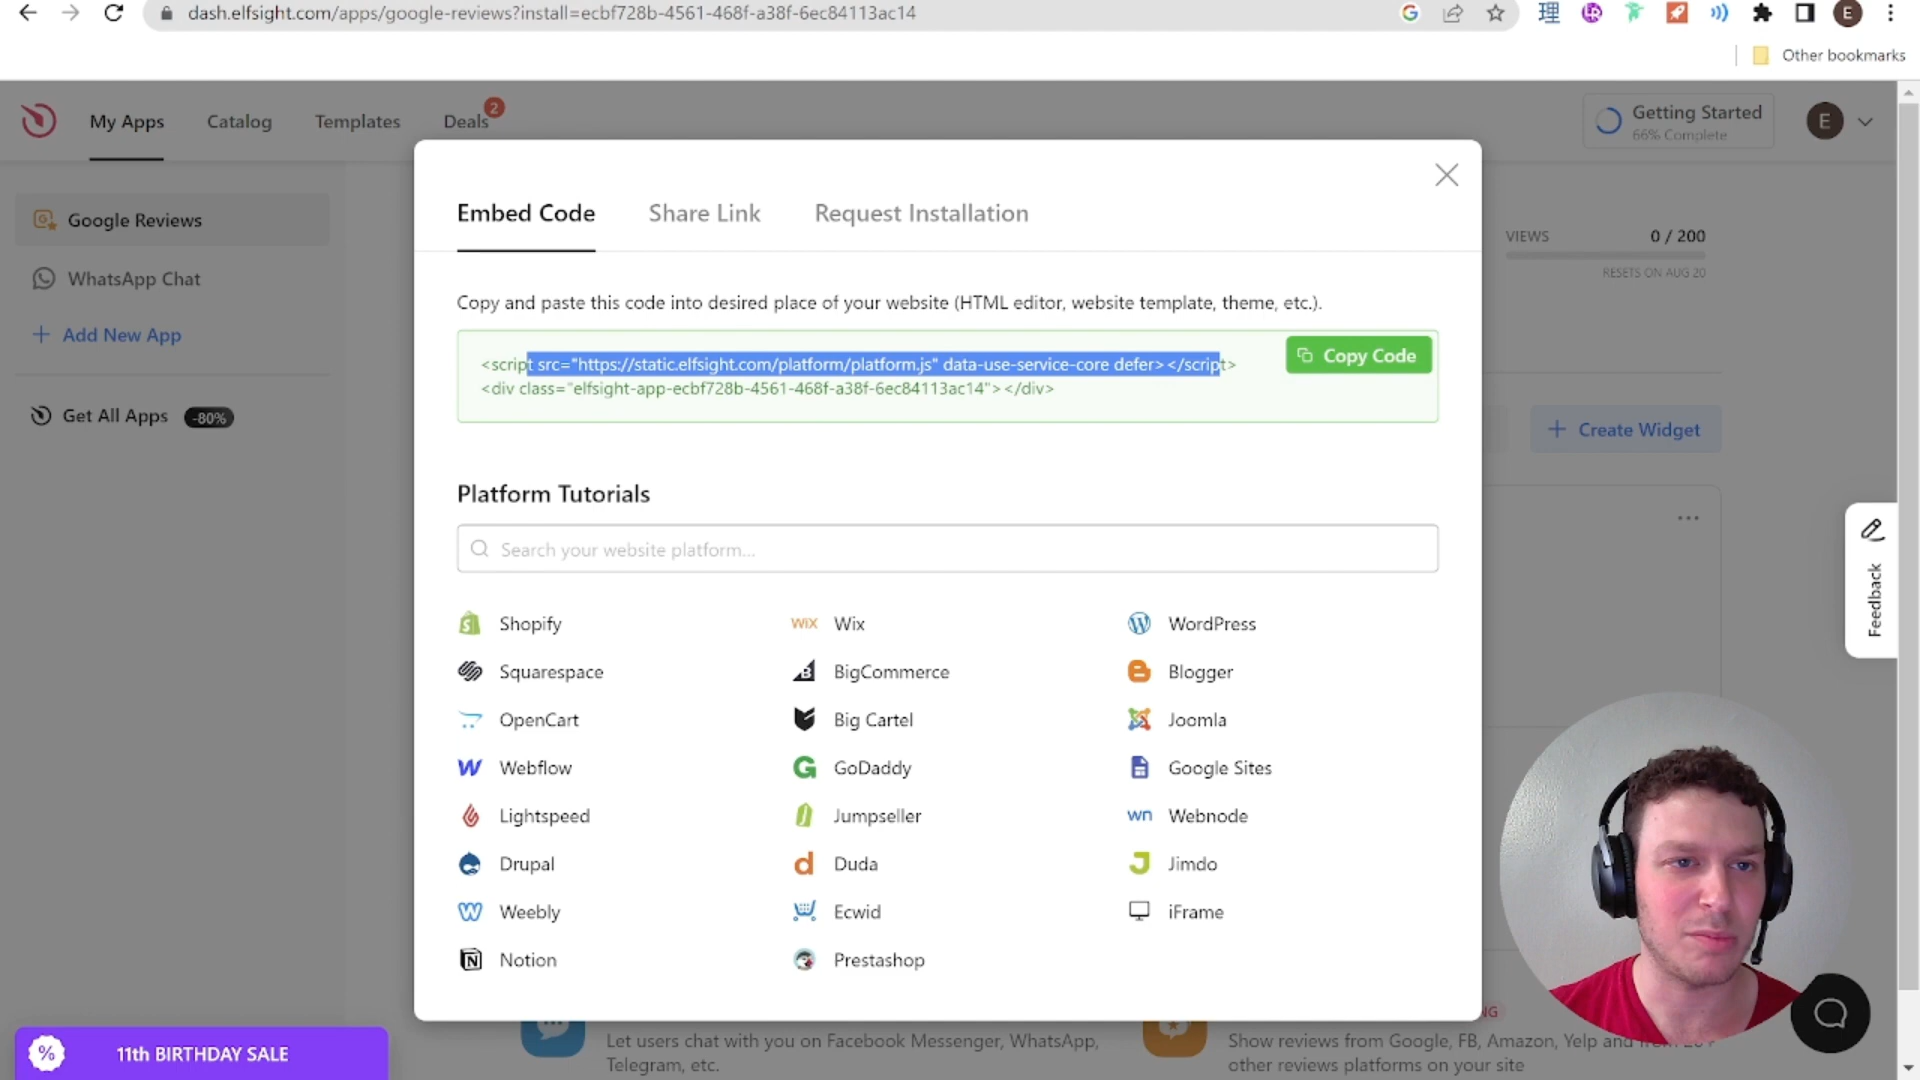 dash.elfsight.com/apps/google-reviews?install=ecbf728b-4561-468f-a38f-6ec84113ac14
E
Other bookmarks
My Apps
Catalog
Templates
Deals
2
Getting Started
66% Complete
E
Google Reviews
WhatsApp Chat
+ Add New App
Get All Apps
-80%
Embed Code
Share Link
Request Installation
VIEWS
0 / 200
RESETS ON AUG 20
Copy and paste this code into desired place of your website (HTML editor, website template, theme, etc.).
<script src="https://static.elfsight.com/platform/platform.js" data-use-service-core defer></script>
<div class="elfsight-app-ecbf728b-4561-468f-a38f-6ec84113ac14"></div>
Copy Code
+ Create Widget
Platform Tutorials
Search your website platform...
Feedback
Shopify
WIX Wix
WordPress
Squarespace
BigCommerce
Blogger
OpenCart
Big Cartel
Joomla
Webflow
GoDaddy
Google Sites
Lightspeed
Jumpseller
wn Webnode
Drupal
Duda
Jimdo
Weebly
Ecwid
iFrame
Notion
Prestashop
Let users chat with you on Facebook Messenger, WhatsApp,
Telegram, etc.
NG
Show reviews from Google, FB, Amazon, Yelp and
other reviews platforms on your site
% 11th BIRTHDAY SALE